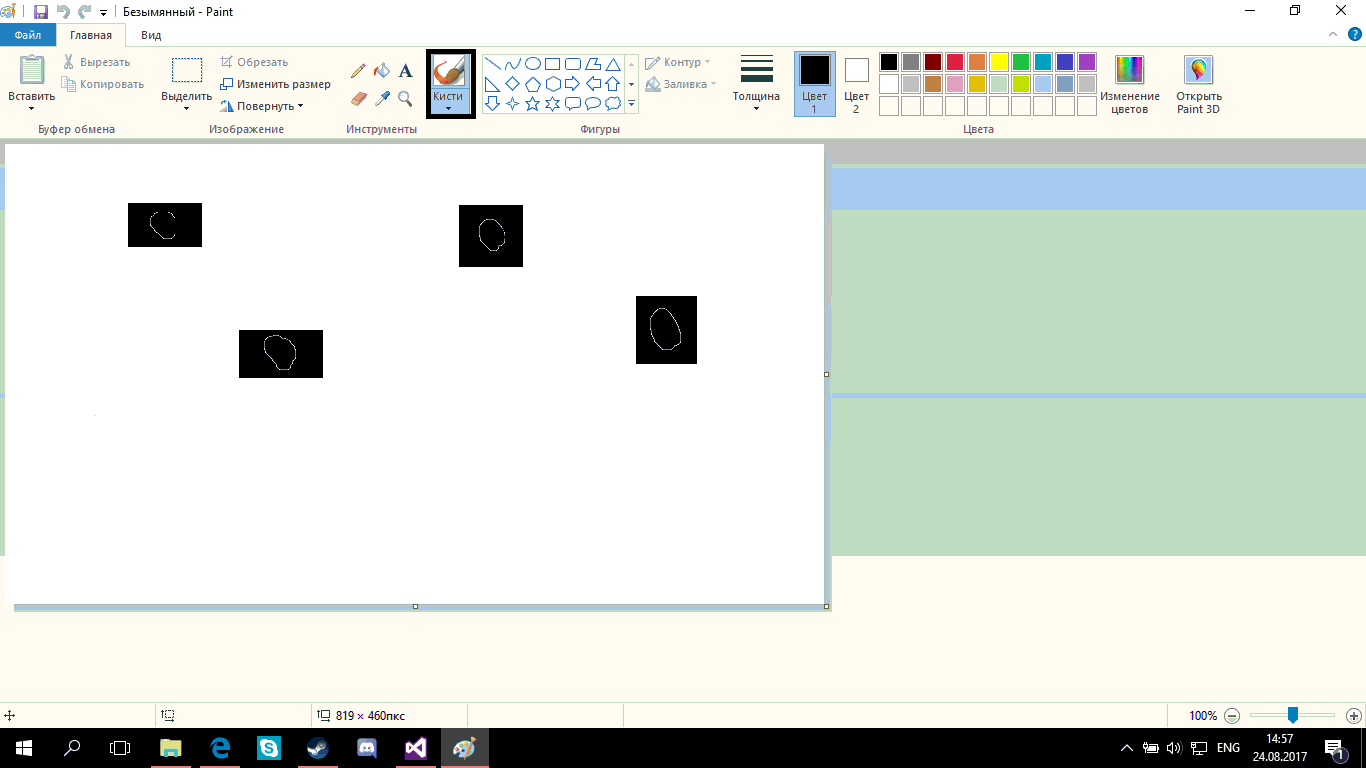 Безымянный - Paint
Файл Главная Вид
Вставить
Вырезать
Копировать
Буфер обмена
Выделить
Обрезать
Изменить размер
Повернуть
Изображение
A
Инструменты
Кисти
Контур
Заливка
Фигуры
Толщина
Цвет
1
Цвет
2
Изменение
цветов
Открыть
Paint 3D
Цвета
819 × 460пкс
100%
ENG
14:57
24.08.2017
1